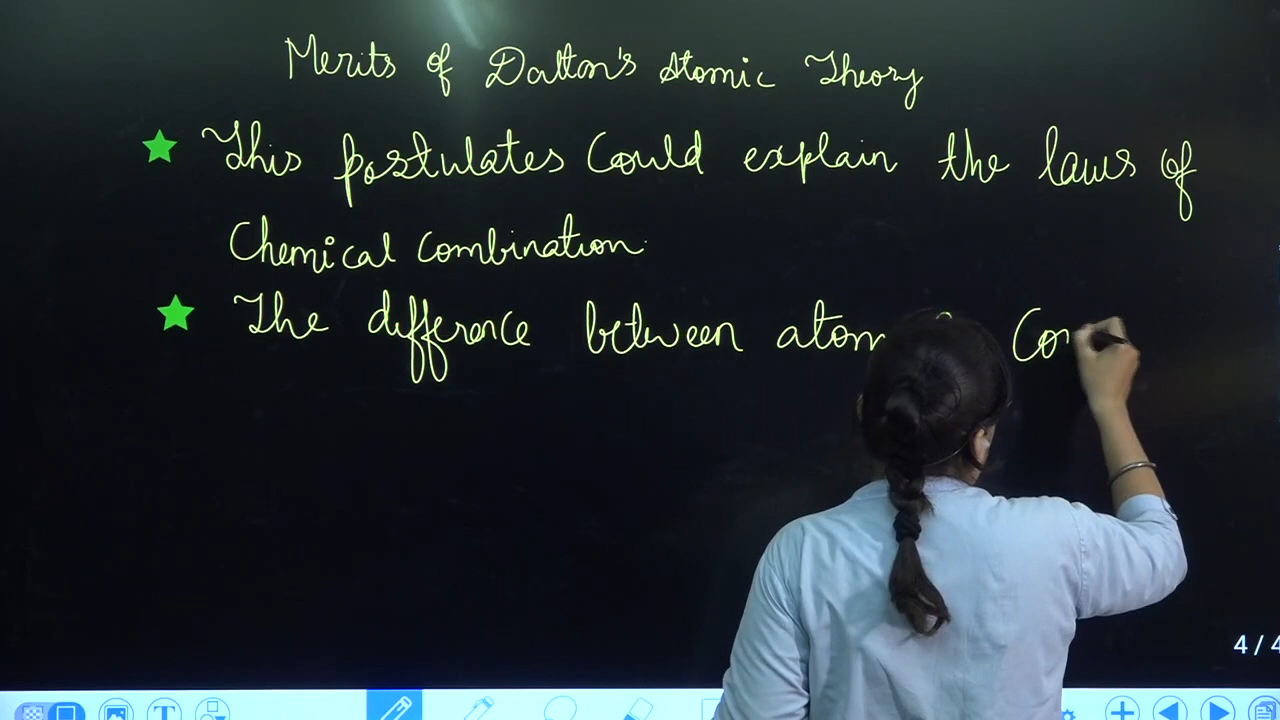 Merits of Dalton's Atomic Theory
This postulates Could explain the laws of
Chemical Combination.
The difference between
4/4